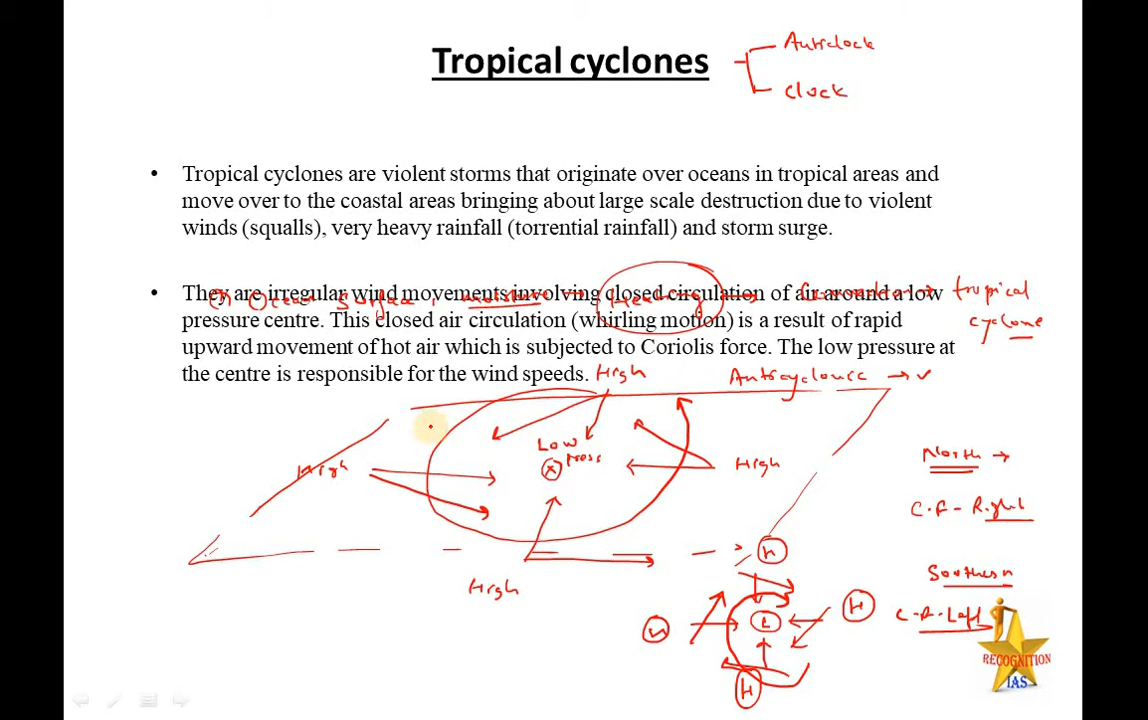 Tropical cyclones
Anticlock
Clock
• Tropical cyclones are violent storms that originate over oceans in tropical areas and
move over to the coastal areas bringing about large scale destruction due to violent
winds (squalls), very heavy rainfall (torrential rainfall) and storm surge.
• They are irregular wind movements involving closed circulation of air around a low
Ocean Surface, moisture heating tropical
pressure centre. This closed air circulation (whirling motion) is a result of rapid
cyclone
upward movement of hot air which is subjected to Coriolis force. The low pressure at
the centre is responsible for the wind speeds.
High
Low
Press
High
High
North
C.F - Right
High
h
Southern
C.F. Left
L
H
H
RECOGNITION
IAS